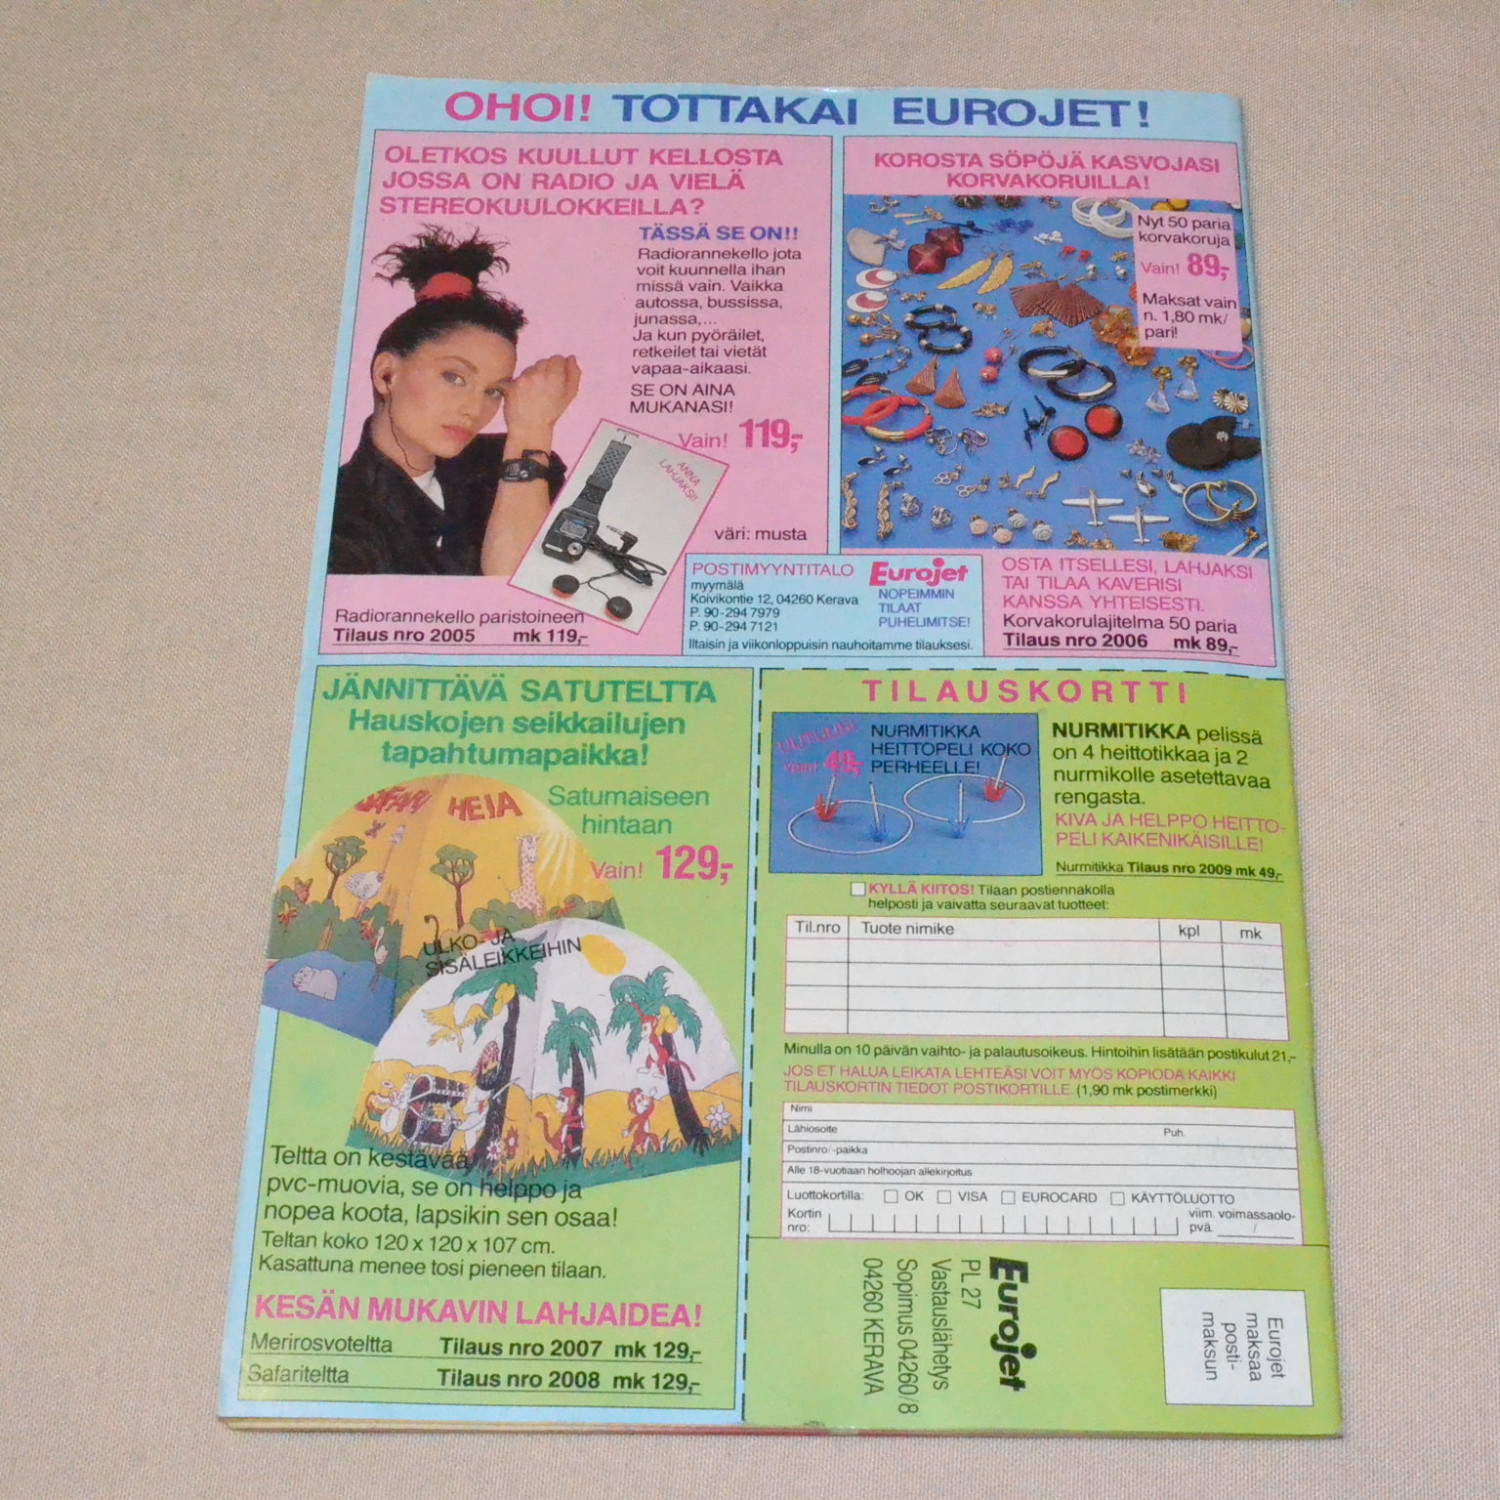 OHOI! TOTTAKAI EUROJET!
OLETKOS KUULLUT KELLOSTA
JOSSA ON RADIO JA VIELÄ
STEREOKUULOKKEILLA?
TÄSSÄ SE ON!!
Radiorannekello jota
voit kuunnella ihan
missä vain. Vaikka
autossa, bussissa,
junassa,...
Ja kun pyöräilet,
retkeilet tai vietät
vapaa-aikaasi.
SE ON AINA
MUKANASI!
Vain! 119,-
ANNA
LAHJAKSI!
väri: musta
Radiorannekello paristoineen
Tilaus nro 2005 mk 119,-
KOROSTA SÖPÖJÄ KASVOJASI
KORVAKORUILLA!
Nyt 50 paria
korvakoruja
Vain! 89,-
Maksat vain
n. 1,80 mk/
pari!
POSTIMYYNTITALO Eurojet
myymälä
Koivikontie 12, 04260 Kerava
P. 90-294 7979
P. 90-294 7121
NOPEIMMIN
TILAAT
PUHELIMITSE!
Iltaisin ja viikonloppuisin nauhoitamme tilauksesi.
OSTA ITSELLESI, LAHJAKSI
TAI TILAA KAVERISI
KANSSA YHTEISESTI.
Korvakorulajitelma 50 paria
Tilaus nro 2006 mk 89,-
JÄNNITTÄVÄ SATUTELTTA
Hauskojen seikkailujen
tapahtumapaikka!
SAFARI HEJA
Satumaiseen
hintaan
Vain! 129,-
ULKO- JA
SISÄLEIKKEIHIN
Teltta on kestävää
pvc-muovia, se on helppo ja
nopea koota, lapsikin sen osaa!
Teltan koko 120 x 120 x 107 cm.
Kasattuna menee tosi pieneen tilaan.
KESÄN MUKAVIN LAHJAIDEA!
Merirosvoteltta Tilaus nro 2007 mk 129,-
Safariteltta Tilaus nro 2008 mk 129,-
TILAUSKORTTI
UUTUUS!
Vain! 49,-
NURMITIKKA
HEITTOPELI KOKO
PERHEELLE!
NURMITIKKA pelissä
on 4 heittotikkaa ja 2
nurmikolle asetettavaa
rengasta.
KIVA JA HELPPO HEITTO-
PELI KAIKENIKÄISILLE!
Nurmitikka Tilaus nro 2009 mk 49,-
KYLLÄ KIITOS! Tilaan postiennakolla
helposti ja vaivatta seuraavat tuotteet:
Til.nro Tuote nimike kpl mk
Minulla on 10 päivän vaihto- ja palautusoikeus. Hintoihin lisätään postikulut 21,-
JOS ET HALUA LEIKATA LEHTEÄSI VOIT MYÖS KOPIODA KAIKKI
TILAUSKORTIN TIEDOT POSTIKORTILLE. (1,90 mk postimerkki)
Nimi
Lähiosoite Puh.
Postinro/-paikka
Alle 18-vuotiaan holhoojan allekirjoitus
Luottokortilla: OK VISA EUROCARD KÄYTTÖLUOTTO
Kortin
nro:
viim. voimassaolo-
pvä. /
Eurojet
PL 27
Vastauslähetys
Sopimus 04260/8
04260 KERAVA
Eurojet
maksaa
posti-
maksun